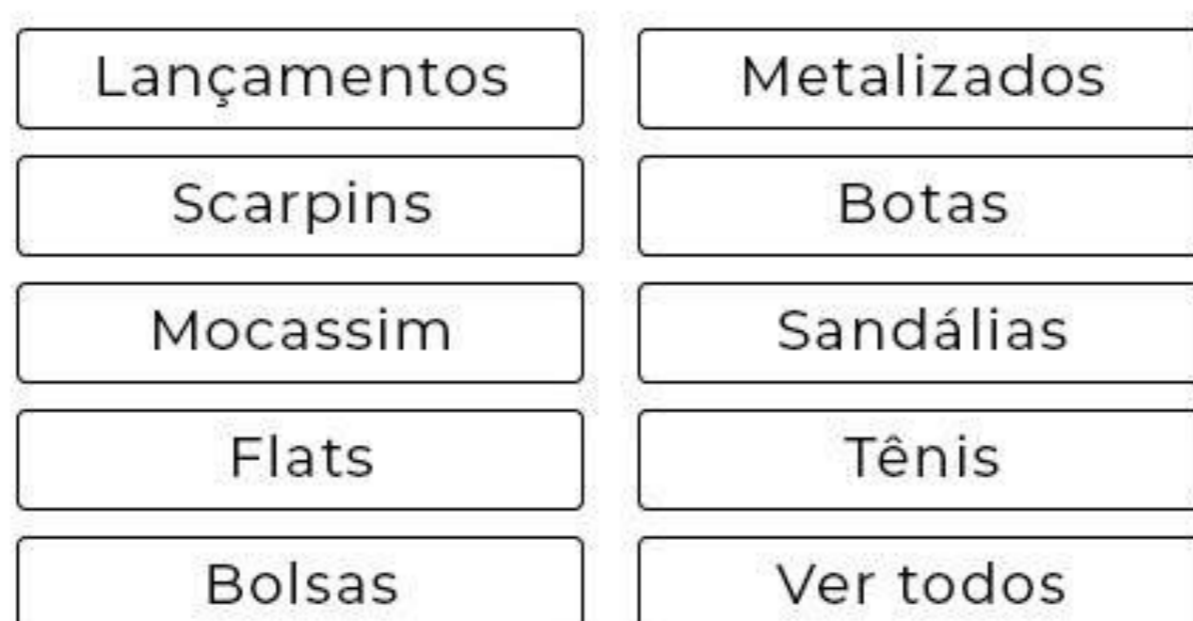 Lançamentos
Metalizados
Scarpins
Botas
Mocassim
Sandálias
Flats
Tênis
Bolsas
Ver todos